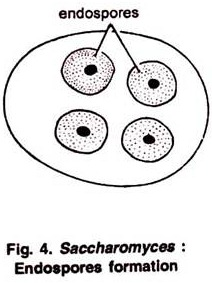 endospores
Fig. 4. Saccharomyces :
Endospores formation